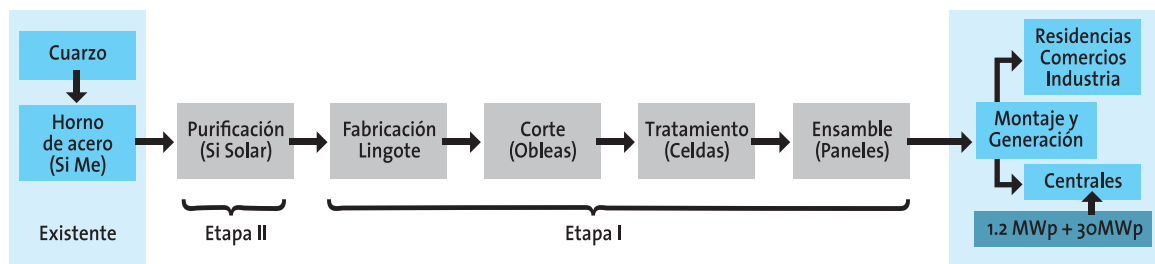 Cuarzo
Horno
de acero
(Si Me)
Existente
Purificación
(Si Solar)
Etapa II
Fabricación
Lingote
Corte
(Obleas)
Tratamiento
(Celdas)
Ensamble
(Paneles)
Etapa I
Residencias
Comercios
Industria
Montaje y
Generación
Centrales
1.2 MWp + 30MWp